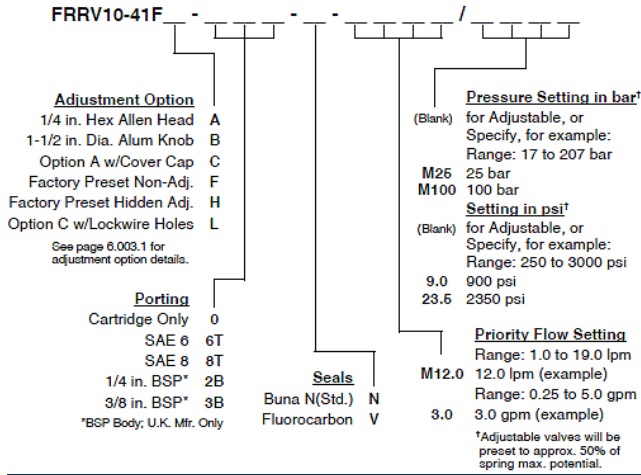 FRRV10-41F__ - __ __ __ - __ - __ __ __ __ / __ __ __ __
Adjustment Option
1/4 in. Hex Allen Head A
1-1/2 in. Dia. Alum Knob B
Option A w/Cover Cap C
Factory Preset Non-Adj. F
Factory Preset Hidden Adj. H
Option C w/Lockwire Holes L
See page 6.003.1 for
adjustment option details.
Porting
Cartridge Only 0
SAE 6 6T
SAE 8 8T
1/4 in. BSP* 2B
3/8 in. BSP* 3B
*BSP Body; U.K. Mfr. Only
Seals
Buna N(Std.) N
Fluorocarbon V
Pressure Setting in bar†
(Blank) for Adjustable, or
Specify, for example:
Range: 17 to 207 bar
M25 25 bar
M100 100 bar
Setting in psi†
(Blank) for Adjustable, or
Specify, for example:
Range: 250 to 3000 psi
9.0 900 psi
23.5 2350 psi
Priority Flow Setting
Range: 1.0 to 19.0 lpm
M12.0 12.0 lpm (example)
Range: 0.25 to 5.0 gpm
3.0 3.0 gpm (example)
†Adjustable valves will be
preset to approx. 50% of
spring max. potential.